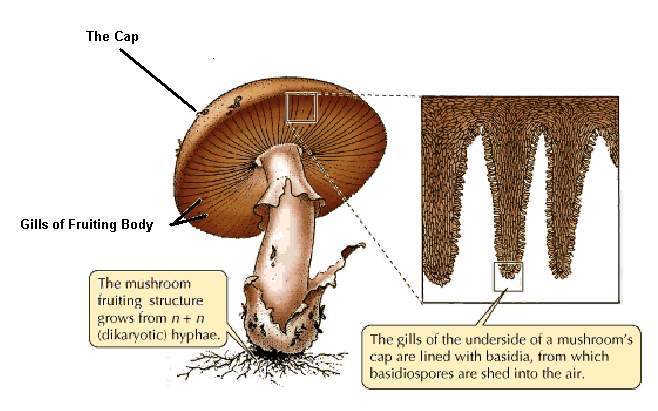 The Cap
Gills of Fruiting Body
The mushroom
fruiting structure
grows from n + n
(dikaryotic) hyphae.
The gills of the underside of a mushroom's
cap are lined with basidia, from which
basidiospores are shed into the air.